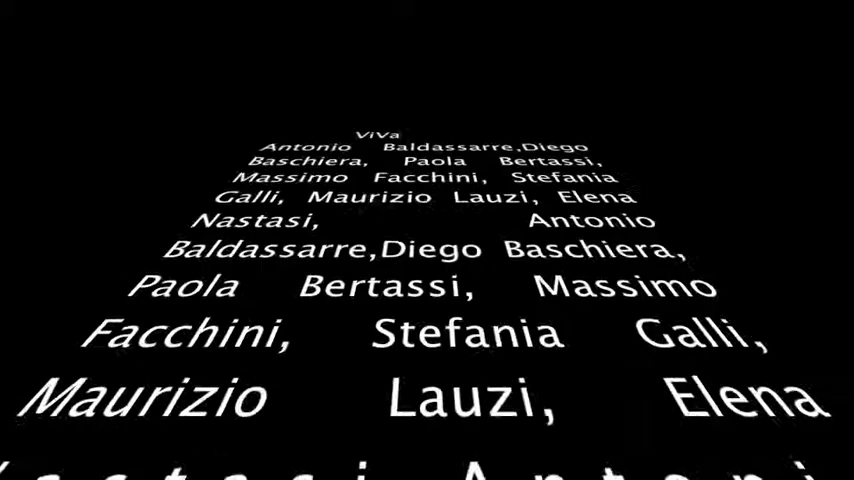 ViVa
Antonio Baldassarre,Diego
Baschiera, Paola Bertassi,
Massimo Facchini, Stefania
Galli, Maurizio Lauzi, Elena
Nastasi, Antonio
Baldassarre,Diego Baschiera,
Paola Bertassi, Massimo
Facchini, Stefania Galli,
Maurizio Lauzi, Elena